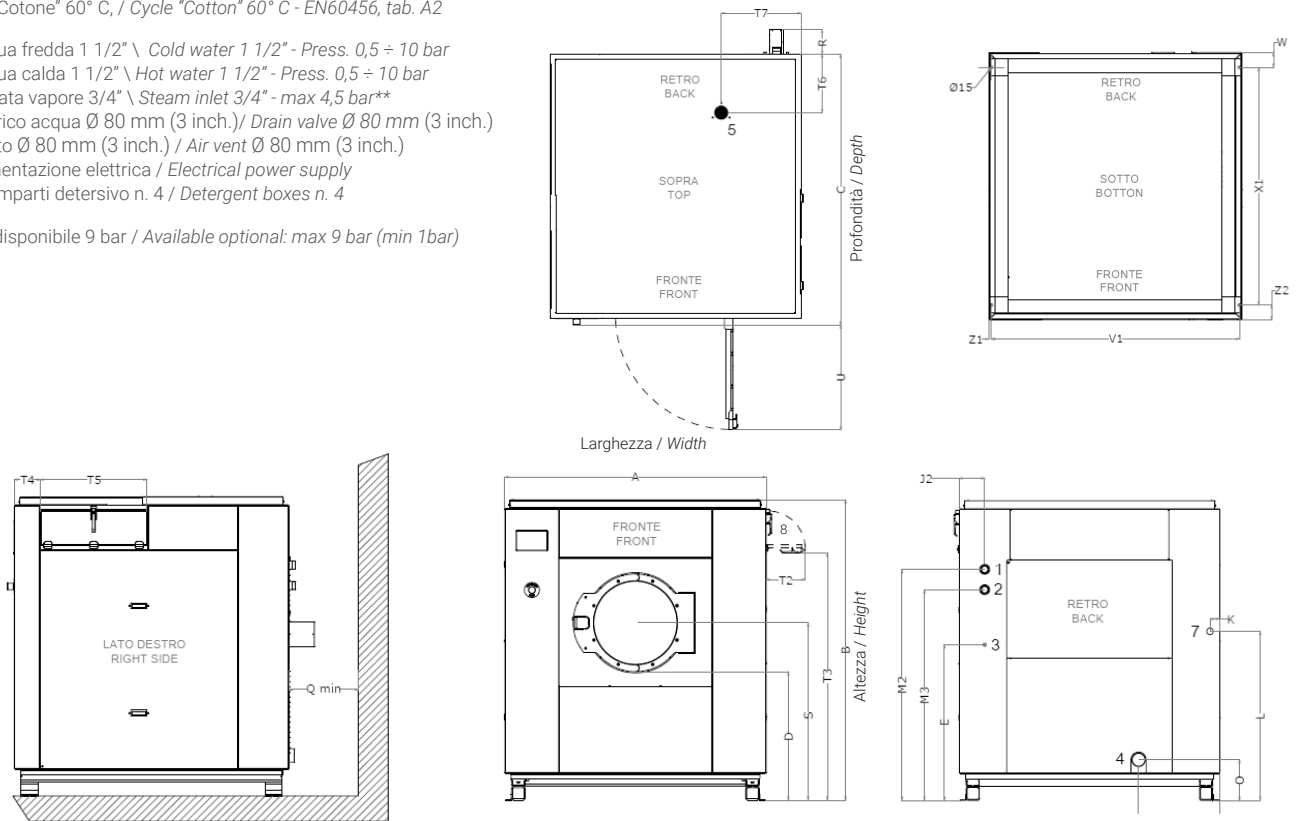 Cotone” 60° C, / Cycle “Cotton” 60° C - EN60456, tab. A2
ua fredda 1 1/2” \ Cold water 1 1/2” - Press. 0,5 ÷ 10 bar
ua calda 1 1/2” \ Hot water 1 1/2” - Press. 0,5 ÷ 10 bar
ata vapore 3/4” \ Steam inlet 3/4” - max 4,5 bar**
rico acqua Ø 80 mm (3 inch.)/ Drain valve Ø 80 mm (3 inch.)
to Ø 80 mm (3 inch.) / Air vent Ø 80 mm (3 inch.)
nentazione elettrica / Electrical power supply
mparti detersivo n. 4 / Detergent boxes n. 4
disponibile 9 bar / Available optional: max 9 bar (min 1bar)
T7
R
T6
RETRO
BACK
5
SOPRA
TOP
C
Profondità / Depth
FRONTE
FRONT
U
Larghezza / Width
W
Ø15
RETRO
BACK
SOTTO
BOTTON
X1
FRONTE
FRONT
Z2
Z1
V1
T4
T5
LATO DESTRO
RIGHT SIDE
Q min
A
FRONTE
FRONT
8
T2
T3
S
D
B
Altezza / Height
J2
1
2
3
RETRO
BACK
K
7
M2
M3
E
L
4
O